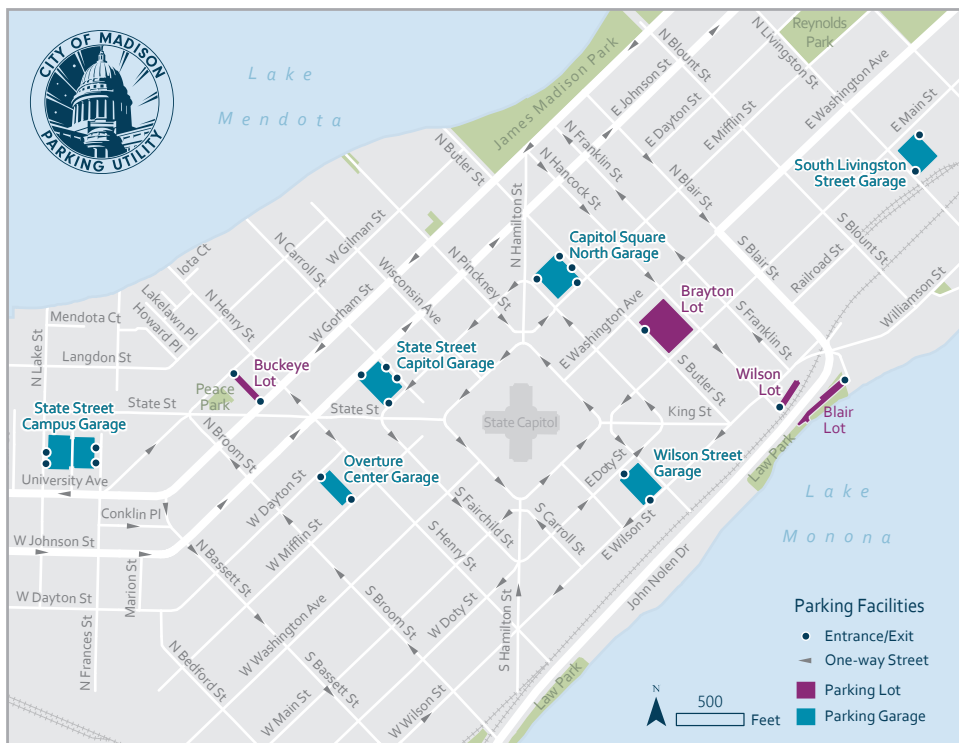 CITY OF MADISON
PARKING UTILITY
Lake
Mendota
James Madison Park
Reynolds
Park
N Livingston St
N Blount St
E Johnson St
E Dayton St
E Mifflin St
E Washington Ave
E Main St
South Livingston
Street Garage
N Butler St
N Franklin St
N Hancock St
N Blair St
N Hamilton St
S Blount St
S Blair St
Railroad St
Williamson St
Capitol Square
North Garage
W Gilman St
N Carroll St
Iota Ct
Wisconsin Ave
N Pinckney St
Brayton
Lot
E Washington Ave
S Franklin St
Lakelawn Pl
Howard Pl
N Henry St
W Gorham St
Mendota Ct
Langdon St
N Lake St
Buckeye
Lot
State Street
Capitol Garage
S Butler St
Wilson
Lot
Peace
Park
State St
State St
State Capitol
King St
Blair
Lot
State Street
Campus Garage
N Broom St
Overture
Center Garage
Wilson Street
Garage
E Doty St
Law Park
Lake
Monona
University Ave
W Dayton St
Conklin Pl
W Johnson St
W Mifflin St
S Fairchild St
S Henry St
S Carroll St
E Wilson St
John Nolen Dr
N Bassett St
Marion St
W Dayton St
N Frances St
S Broom St
W Doty St
S Hamilton St
W Washington Ave
N Bedford St
S Bassett St
W Main St
W Wilson St
Law Park
Parking Facilities
Entrance/Exit
One-way Street
Parking Lot
Parking Garage
N
500
Feet